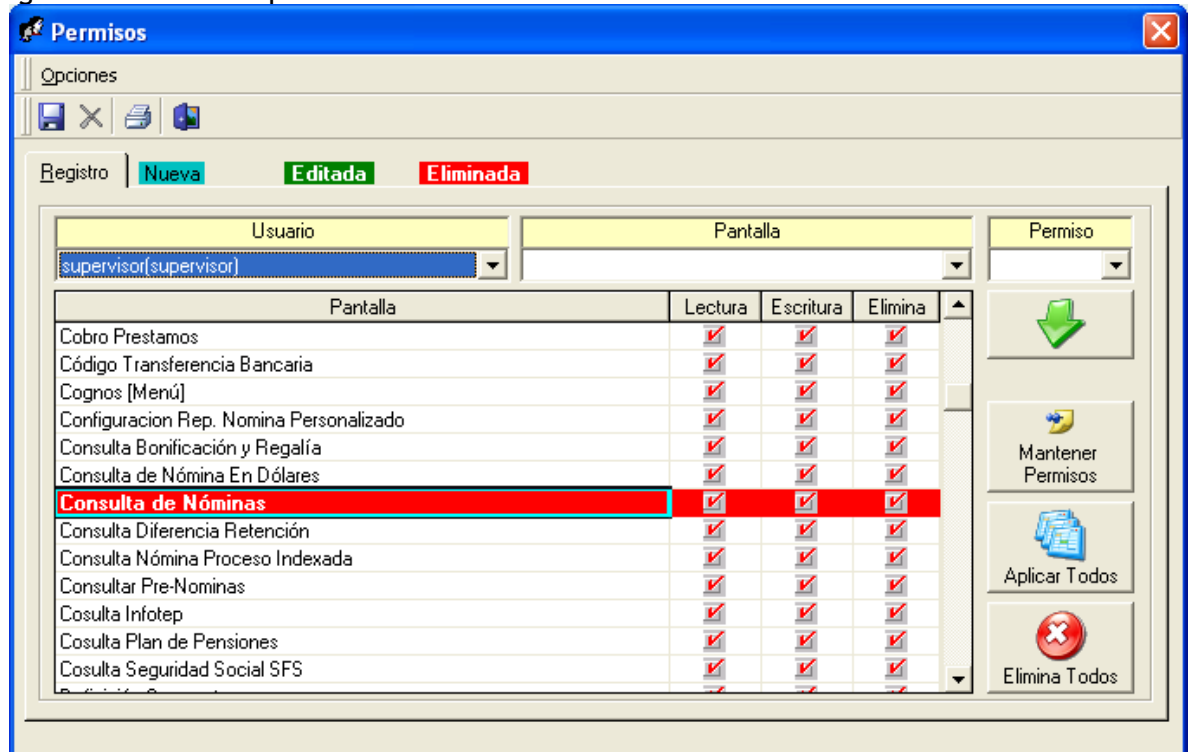 Permisos
Opciones
Registro Nueva Editada Eliminada
Usuario Pantalla Permiso
supervisor(supervisor)
Pantalla Lectura Escritura Elimina
Cobro Prestamos
Código Transferencia Bancaria
Cognos [Menú]
Configuracion Rep. Nomina Personalizado
Consulta Bonificación y Regalía
Consulta de Nómina En Dólares
Consulta de Nóminas
Consulta Diferencia Retención
Consulta Nómina Proceso Indexada
Consultar Pre-Nominas
Cosulta Infotep
Cosulta Plan de Pensiones
Cosulta Seguridad Social SFS
Mantener
Permisos
Aplicar Todos
Elimina Todos